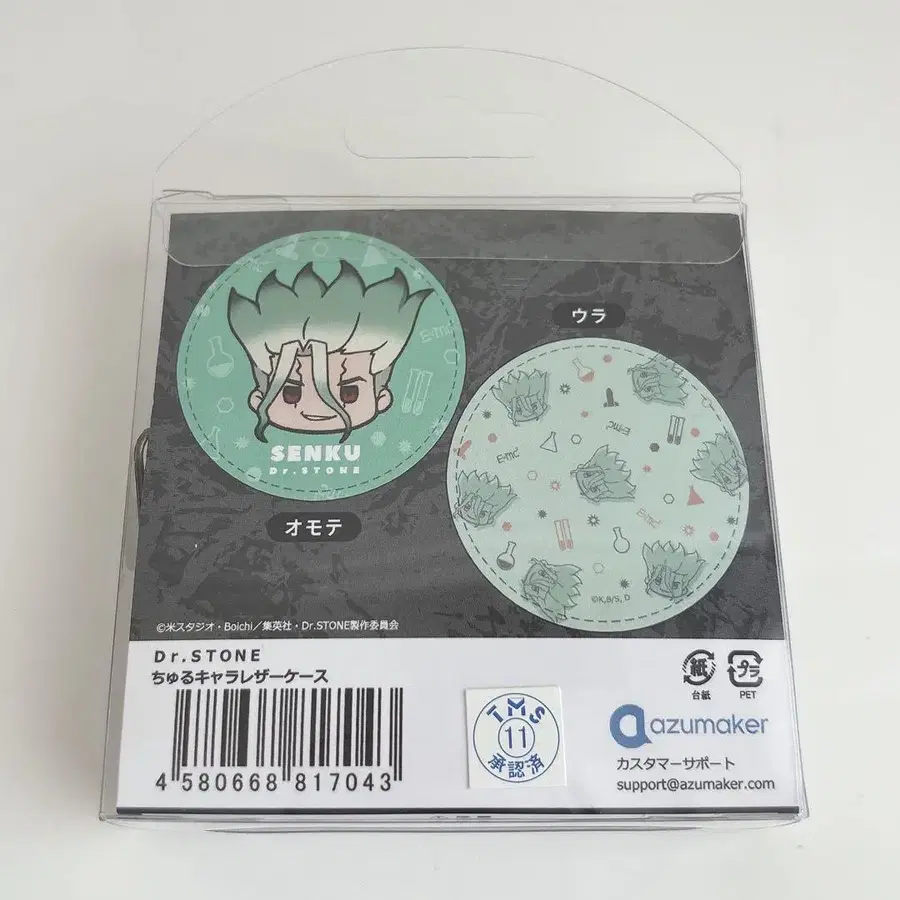 ウラ
E=mc²
SENKU
Dr.STONE
オモテ
E=mc²
E=mc²
E=mc²
©K,B/S, D
©米スタジオ・Boichi／集英社・Dr.STONE製作委員会
Dr.STONE
ちゅるキャラレザーケース
紙
台紙
プラ
PET
4 580668 817043
TMS
11
承認済
azumaker
カスタマーサポート
support@azumaker.com